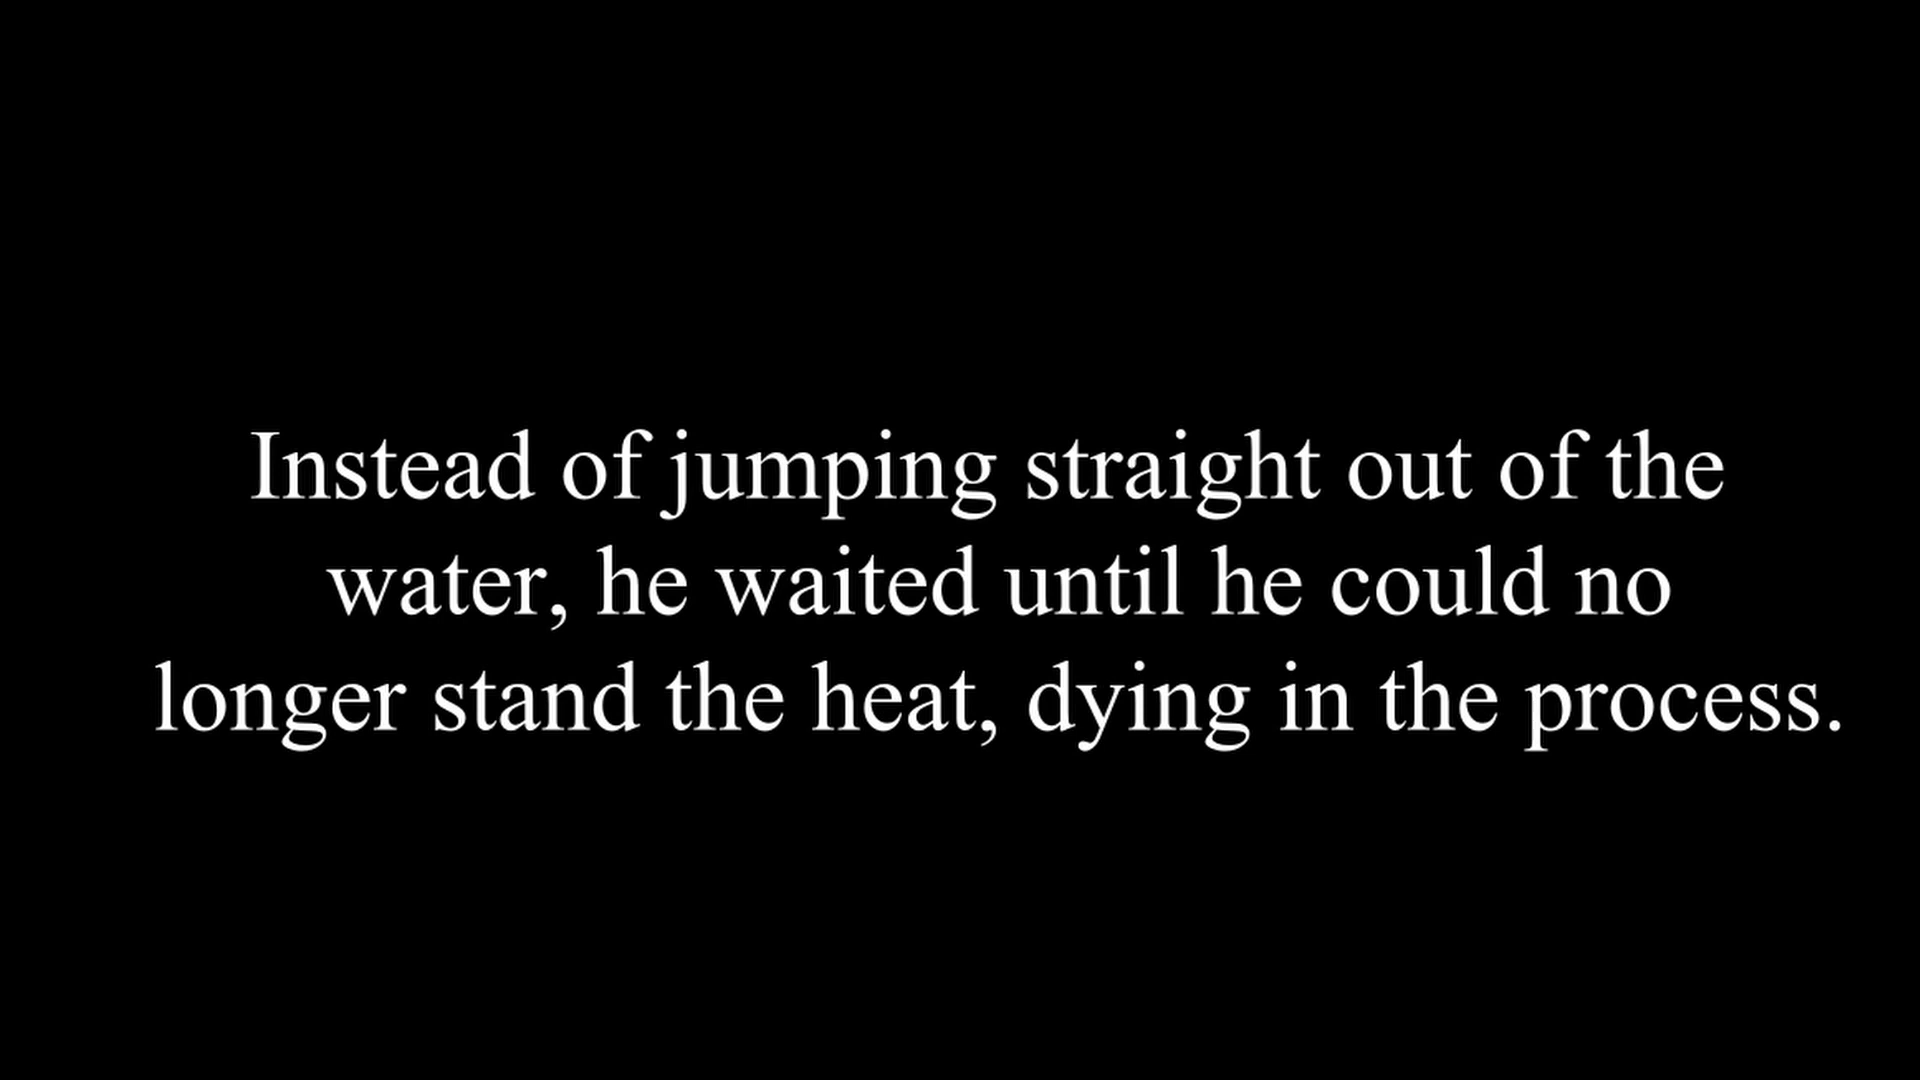 Instead of jumping straight out of the
water, he waited until he could no
longer stand the heat, dying in the process.